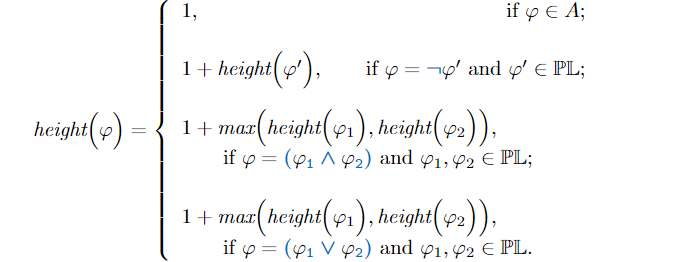 1, if φ ∈ A;
1 + height(φ′), if φ = ¬φ′ and φ′ ∈ ℙ𝕃;
height(φ) =
1 + max(height(φ₁), height(φ₂)),
if φ = (φ₁ ∧ φ₂) and φ₁, φ₂ ∈ ℙ𝕃;
1 + max(height(φ₁), height(φ₂)),
if φ = (φ₁ ∨ φ₂) and φ₁, φ₂ ∈ ℙ𝕃.